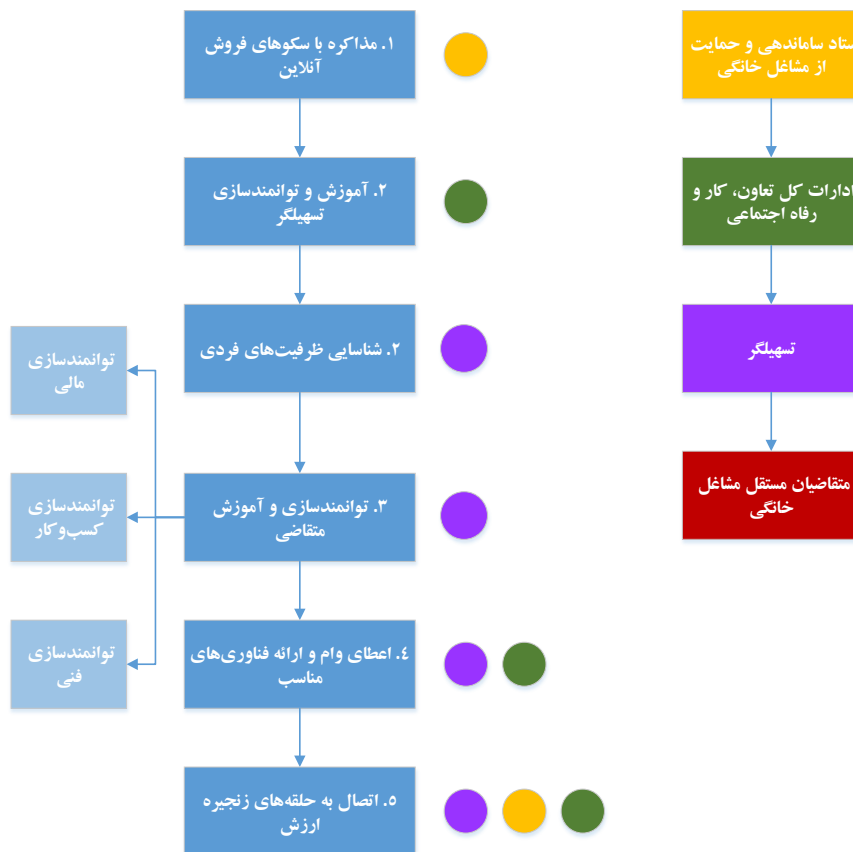 ۱. مذاکره با سکوهای فروش
آنلاین
۲. آموزش و توانمندسازی
تسهیلگر
۲. شناسایی ظرفیت‌های فردی
۳. توانمندسازی و آموزش
متقاضی
۴. اعطای وام و ارائه فناوری‌های
مناسب
۵. اتصال به حلقه‌های زنجیره
ارزش
توانمندسازی
مالی
توانمندسازی
کسب‌وکار
توانمندسازی
فنی
ستاد ساماندهی و حمایت
از مشاغل خانگی
ادارات کل تعاون، کار و
رفاه اجتماعی
تسهیلگر
متقاضیان مستقل مشاغل
خانگی